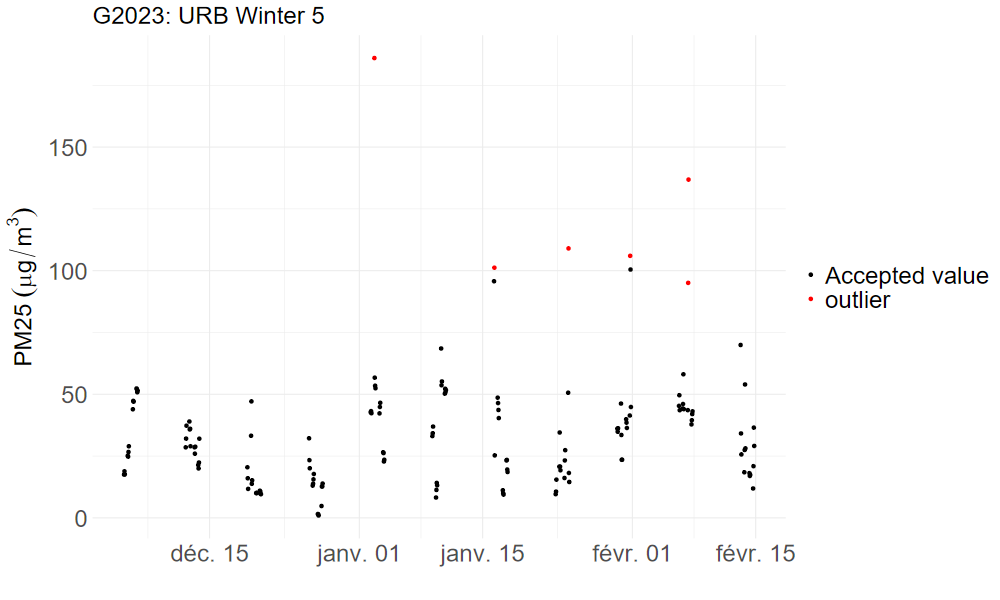 G2023: URB Winter 5
PM25 (μg/m³)
150
100
50
0
déc. 15
janv. 01
janv. 15
févr. 01
févr. 15
Accepted value
outlier